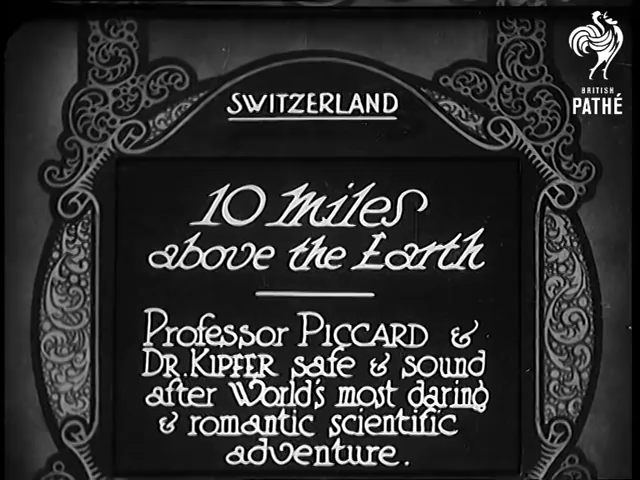 BRITISH
PATHÉ
SWITZERLAND
10 Miles
above the Earth
Professor PICCARD &
DR. KIPFER safe & sound
after World's most daring
& romantic scientific
adventure.